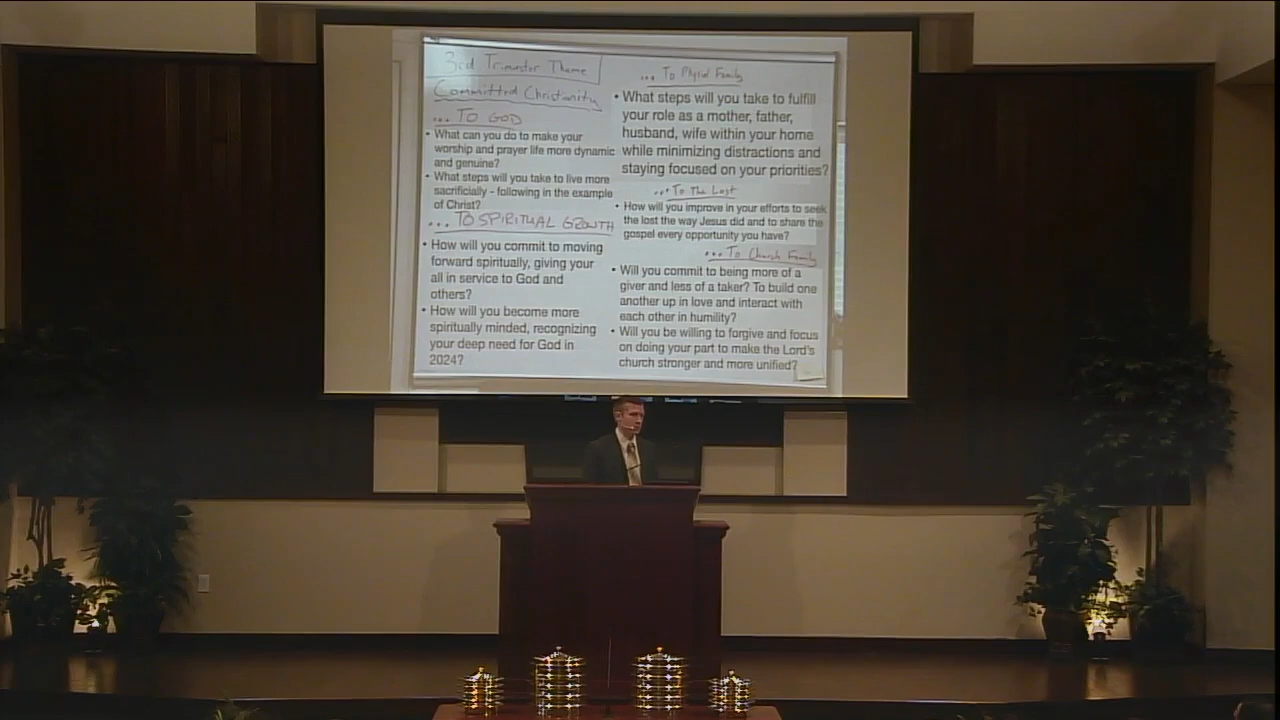 3rd Trimester Theme
Committed Christianity
... TO GOD
• What can you do to make your
worship and prayer life more dynamic
and genuine?
• What steps will you take to live more
sacrificially - following in the example
of Christ?
... TO SPIRITUAL GROWTH
• How will you commit to moving
forward spiritually, giving your
all in service to God and
others?
• How will you become more
spiritually minded, recognizing
your deep need for God in
2024?
... To Physical Family
• What steps will you take to fulfill
your role as a mother, father,
husband, wife within your home
while minimizing distractions and
staying focused on your priorities?
... To The Lost
• How will you improve in your efforts to seek
the lost the way Jesus did and to share the
gospel every opportunity you have?
... To Church Family
• Will you commit to being more of a
giver and less of a taker? To build one
another up in love and interact with
each other in humility?
• Will you be willing to forgive and focus
on doing your part to make the Lord's
church stronger and more unified?